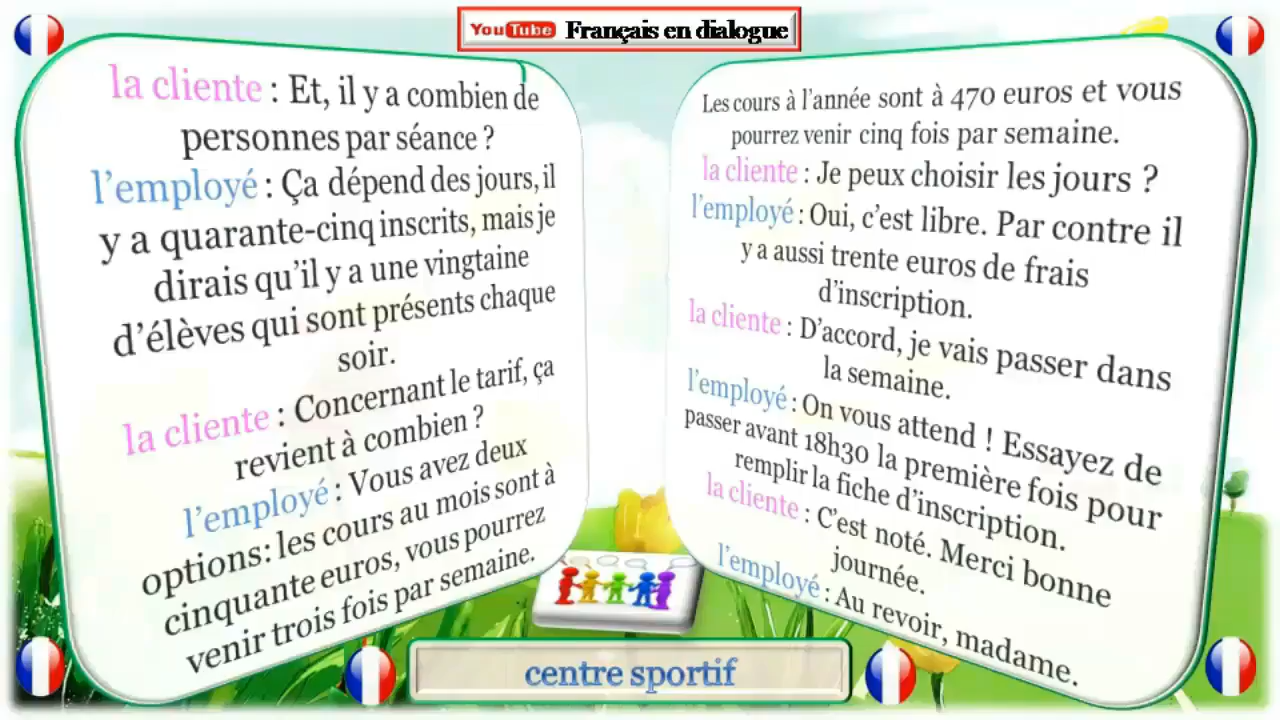 YouTube Français en dialogue
la cliente : Et, il y a combien de
personnes par séance ?
l'employé : Ça dépend des jours, il
y a quarante-cinq inscrits, mais je
dirais qu'il y a une vingtaine
d'élèves qui sont présents chaque
soir.
la cliente : Concernant le tarif, ça
revient à combien ?
l'employé : Vous avez deux
options: les cours au mois sont à
cinquante euros, vous pourrez
venir trois fois par semaine.
Les cours à l'année sont à 470 euros et vous
pourrez venir cinq fois par semaine.
la cliente : Je peux choisir les jours ?
l'employé : Oui, c'est libre. Par contre il
y a aussi trente euros de frais
d'inscription.
la cliente : D'accord, je vais passer dans
la semaine.
l'employé : On vous attend ! Essayez de
passer avant 18h30 la première fois pour
remplir la fiche d'inscription.
la cliente : C'est noté. Merci bonne
journée.
l'employé : Au revoir, madame.
centre sportif